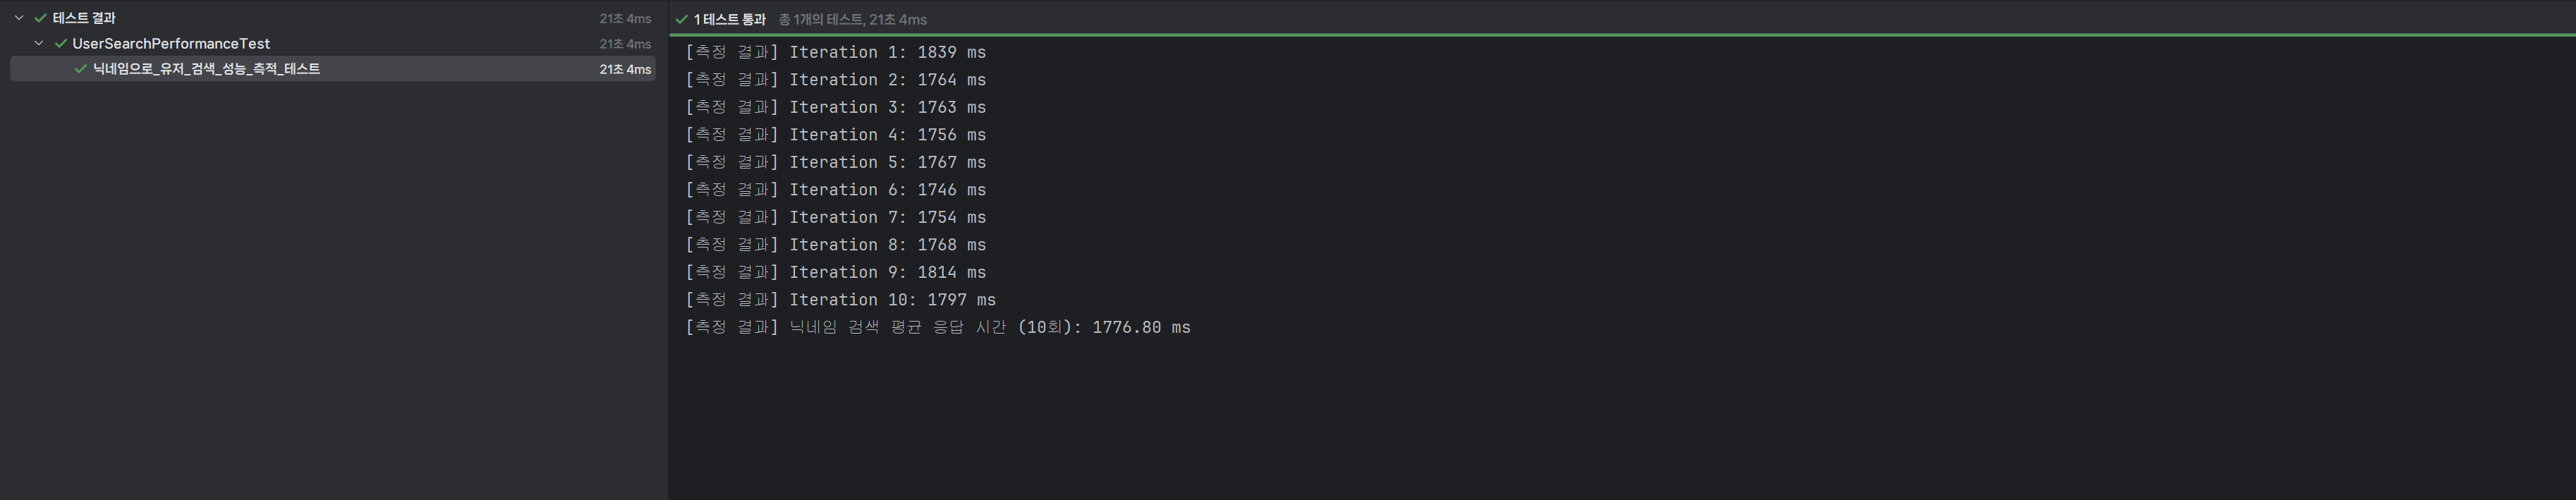 테스트 결과 21초 4ms
UserSearchPerformanceTest 21초 4ms
닉네임으로_유저_검색_성능_측적_테스트 21초 4ms
1 테스트 통과 총 1개의 테스트, 21초 4ms
[측정 결과] Iteration 1: 1839 ms
[측정 결과] Iteration 2: 1764 ms
[측정 결과] Iteration 3: 1763 ms
[측정 결과] Iteration 4: 1756 ms
[측정 결과] Iteration 5: 1767 ms
[측정 결과] Iteration 6: 1746 ms
[측정 결과] Iteration 7: 1754 ms
[측정 결과] Iteration 8: 1768 ms
[측정 결과] Iteration 9: 1814 ms
[측정 결과] Iteration 10: 1797 ms
[측정 결과] 닉네임 검색 평균 응답 시간 (10회): 1776.80 ms